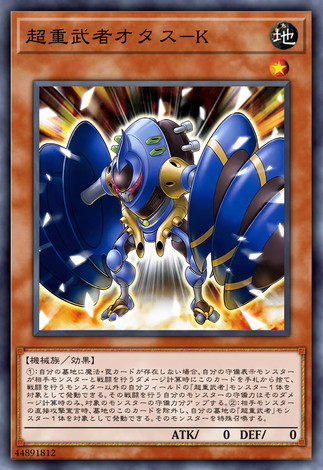 超重武者オタス-K
地
【機械族/効果】
①:自分の墓地に魔法・罠カードが存在しない場合、自分の守備表示モンスター
が相手モンスターと戦闘を行うダメージ計算時にこのカードを手札から捨て、
戦闘を行うモンスター以外の自分フィールドの「超重武者」モンスター1体を
対象として発動できる。その戦闘を行う自分のモンスターの守備力はそのダメ
ージ計算時のみ、対象のモンスターの守備力分アップする。②:相手モンスター
の直接攻撃宣言時、墓地のこのカードを除外し、自分の墓地の「超重武者」モン
スター1体を対象として発動できる。そのモンスターを特殊召喚する。
ATK/ 0 DEF/ 0
44891812